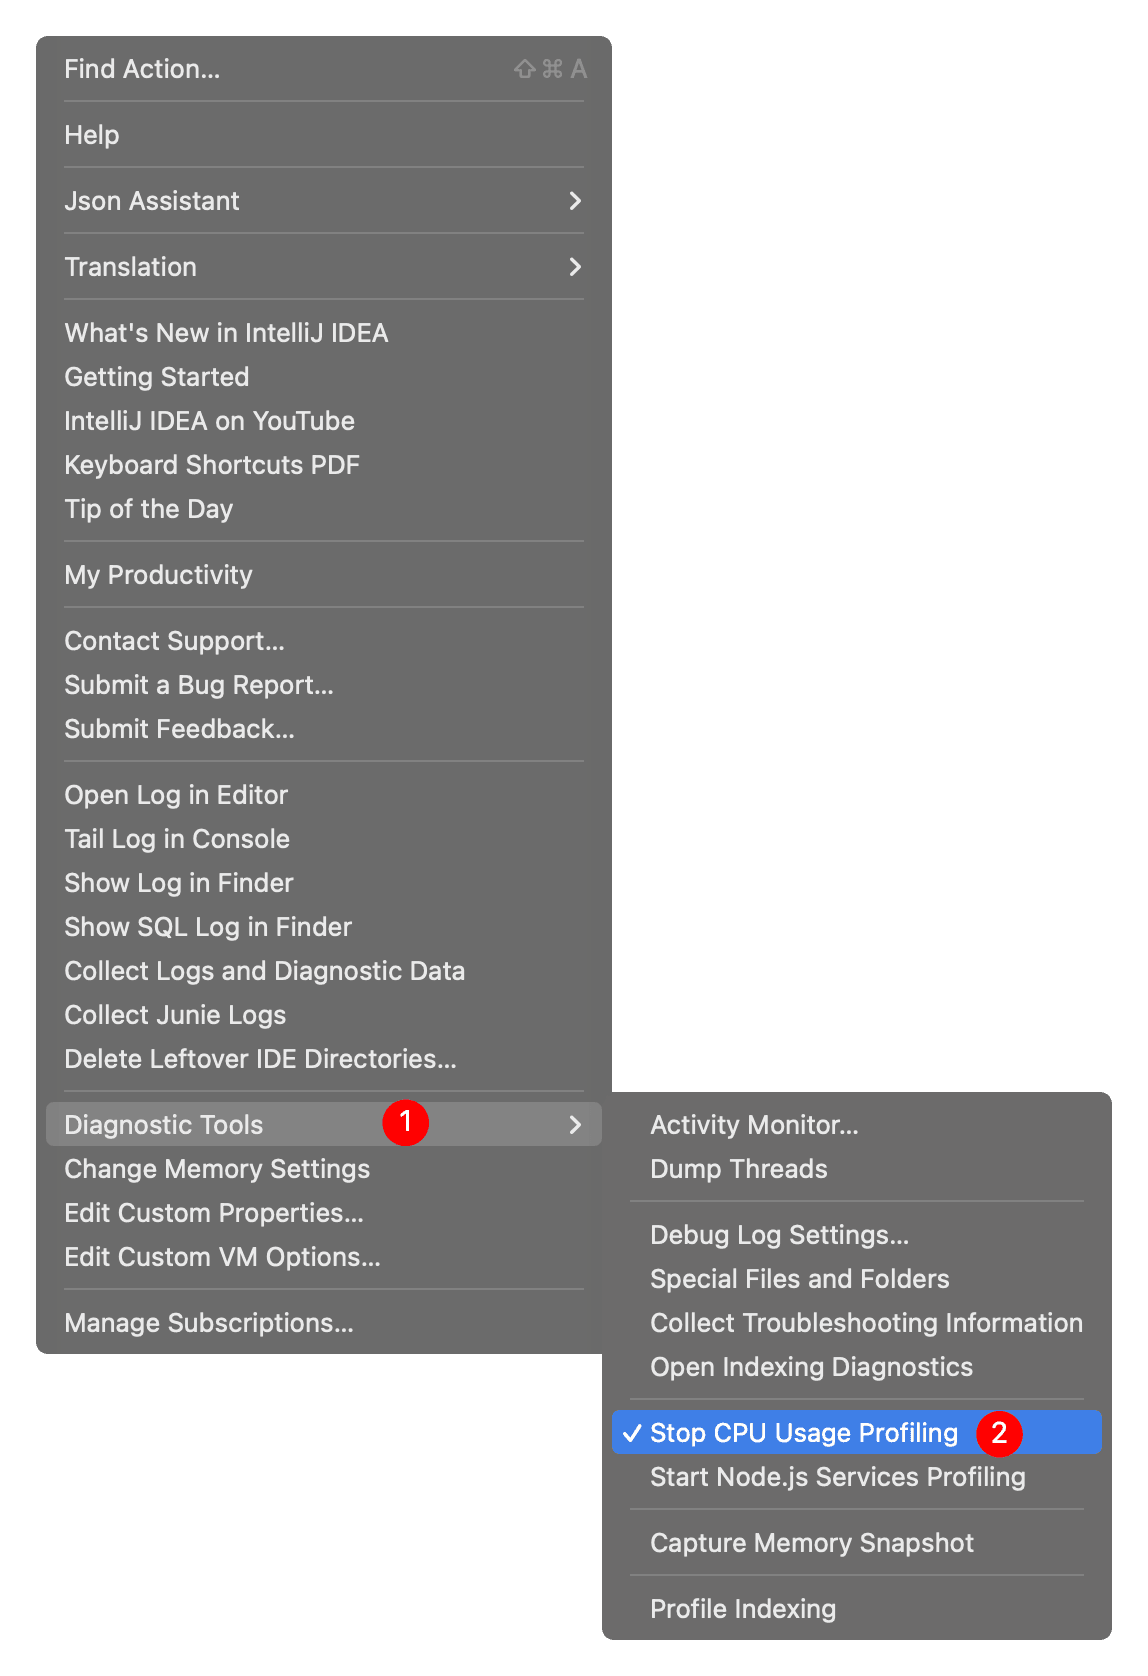 Find Action... ⇧⌘A
Help
Json Assistant
Translation
What's New in IntelliJ IDEA
Getting Started
IntelliJ IDEA on YouTube
Keyboard Shortcuts PDF
Tip of the Day
My Productivity
Contact Support...
Submit a Bug Report...
Submit Feedback...
Open Log in Editor
Tail Log in Console
Show Log in Finder
Show SQL Log in Finder
Collect Logs and Diagnostic Data
Collect Junie Logs
Delete Leftover IDE Directories...
Diagnostic Tools 1
Change Memory Settings
Edit Custom Properties...
Edit Custom VM Options...
Manage Subscriptions...
Activity Monitor...
Dump Threads
Debug Log Settings...
Special Files and Folders
Collect Troubleshooting Information
Open Indexing Diagnostics
✓ Stop CPU Usage Profiling 2
Start Node.js Services Profiling
Capture Memory Snapshot
Profile Indexing